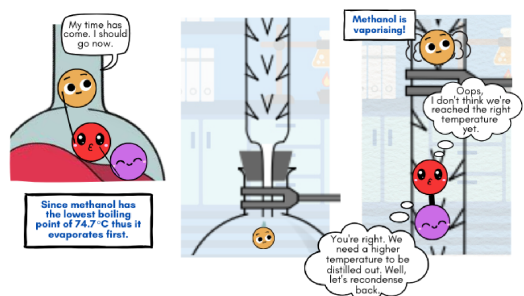 My time has
come. I should
go now.
Since methanol has
the lowest boiling
point of 74.7°C thus it
evaporates first.
Methanol is
vaporising!
Oops,
I don't think we're
reached the right
temperature
yet.
You're right. We
need a higher
temperature to be
distilled out. Well,
let's recondense
back.